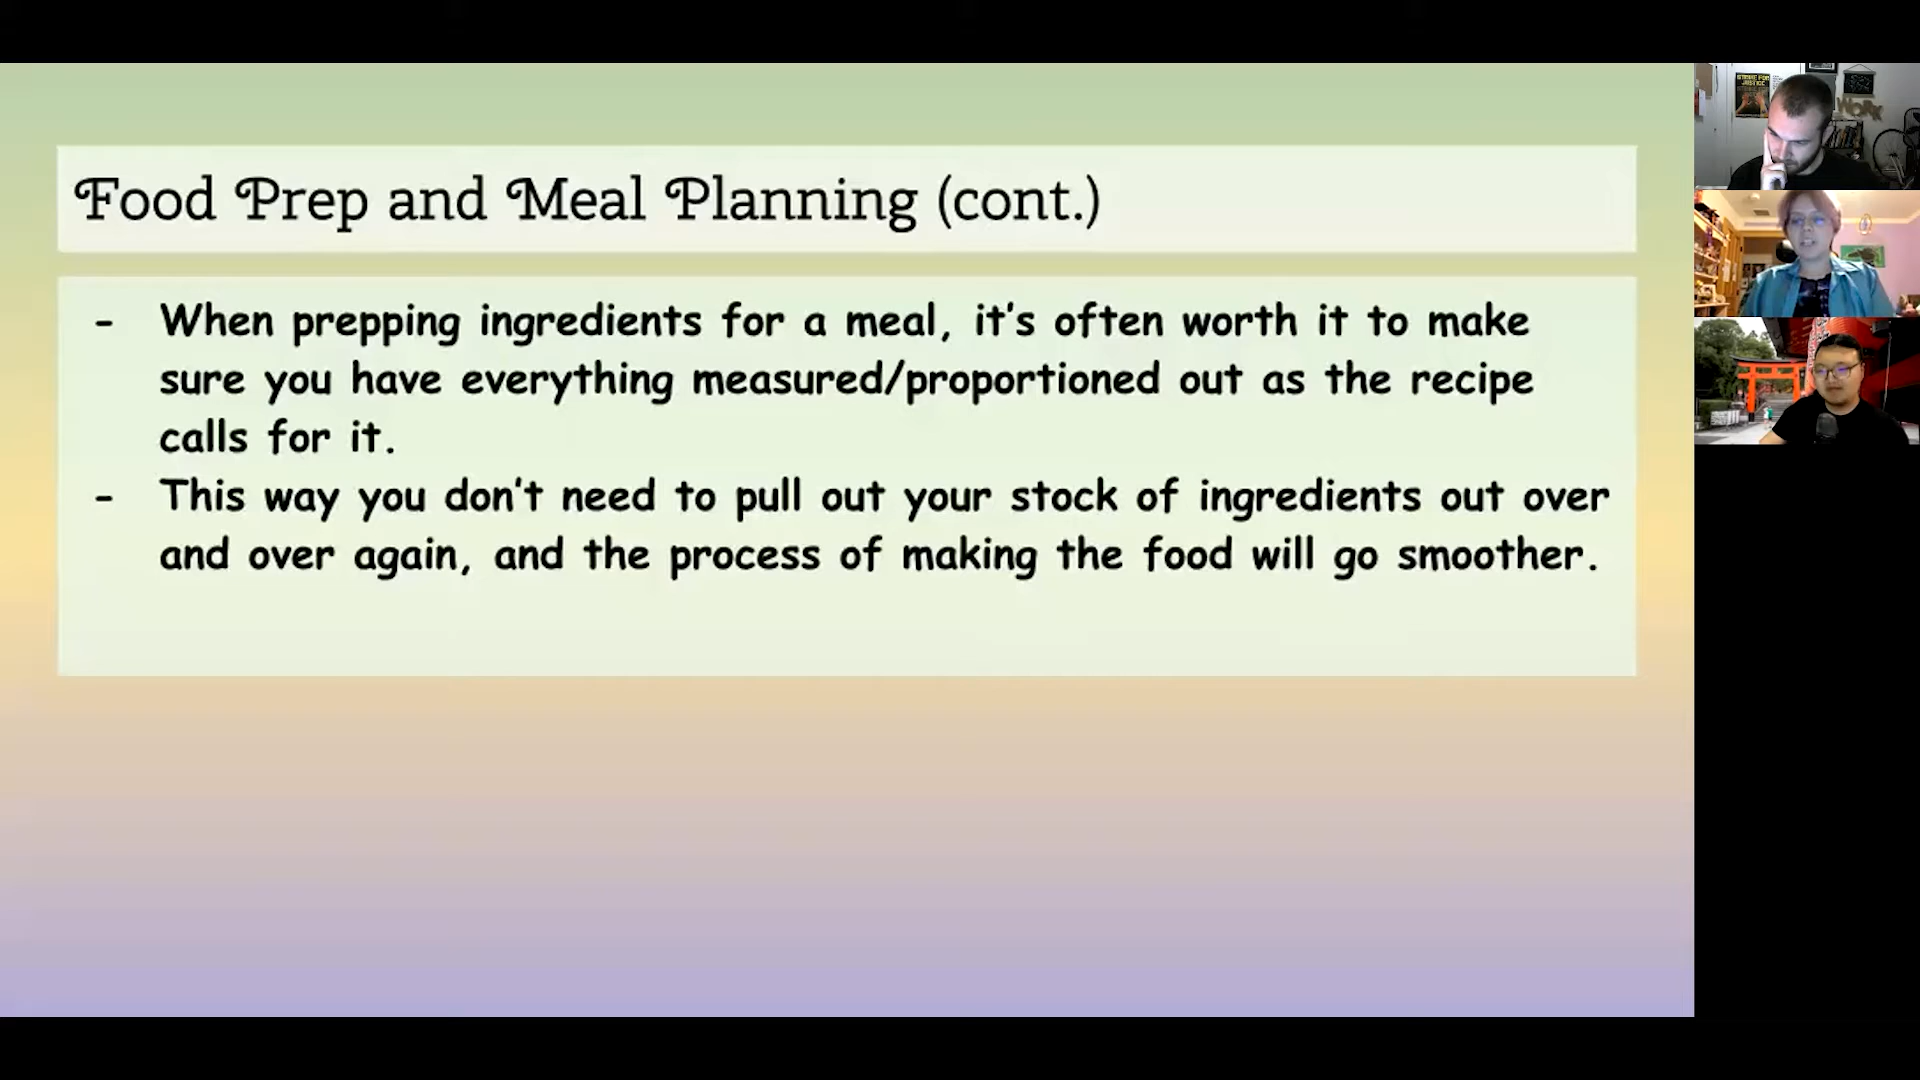 Food Prep and Meal Planning (cont.)
- When prepping ingredients for a meal, it's often worth it to make
sure you have everything measured/proportioned out as the recipe
calls for it.
- This way you don't need to pull out your stock of ingredients out over
and over again, and the process of making the food will go smoother.
JUSTICE
WORK